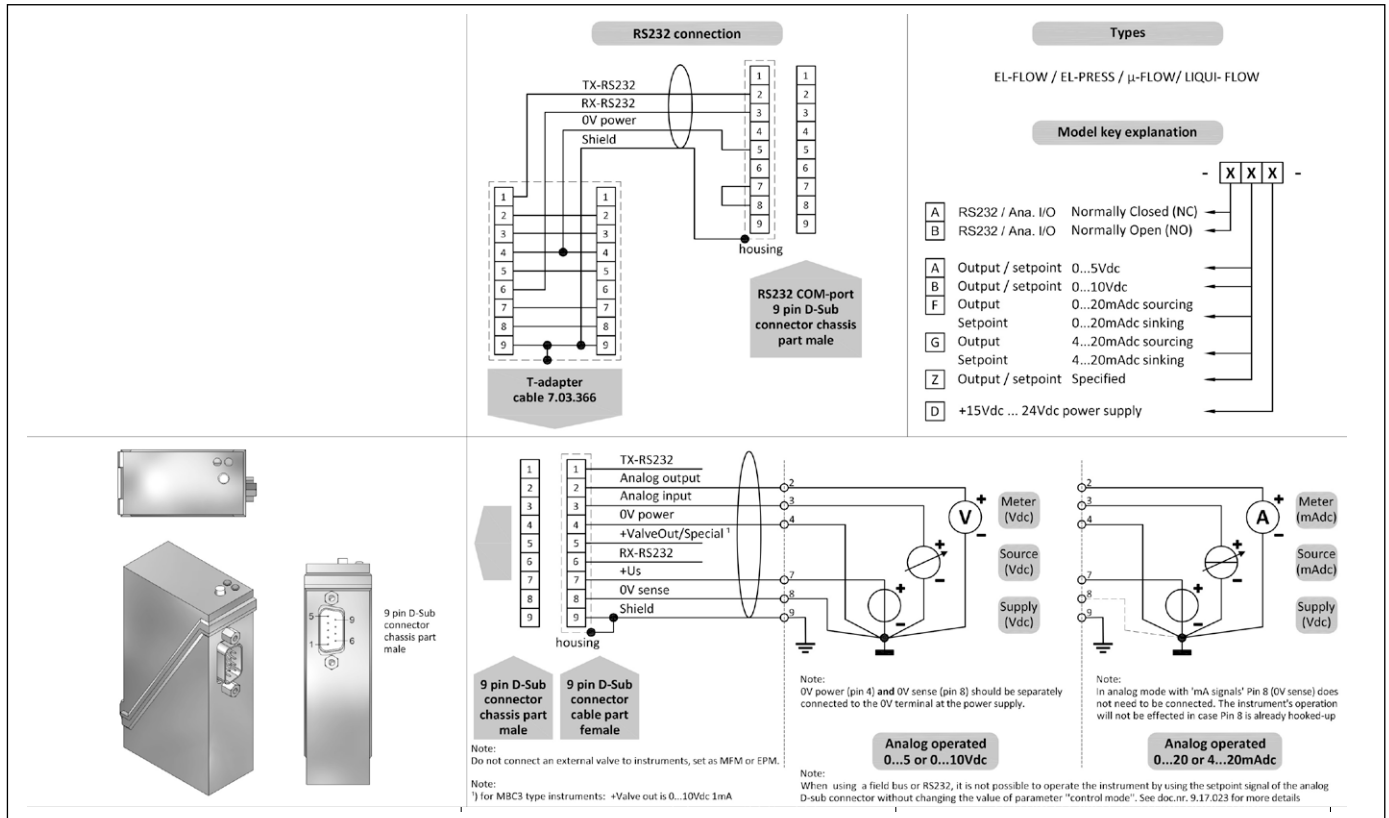 RS232 connection
TX-RS232
RX-RS232
0V power
Shield
1
2
3
4
5
6
7
8
9
1
2
3
4
5
6
7
8
9
housing
1
2
3
4
5
6
7
8
9
1
2
3
4
5
6
7
8
9
T-adapter
cable 7.03.366
RS232 COM-port
9 pin D-Sub
connector chassis
part male
Types
EL-FLOW / EL-PRESS / µ-FLOW/ LIQUI- FLOW
Model key explanation
- X X X -
A RS232 / Ana. I/O Normally Closed (NC)
B RS232 / Ana. I/O Normally Open (NO)
A Output / setpoint 0...5Vdc
B Output / setpoint 0...10Vdc
F Output 0...20mAdc sourcing
Setpoint 0...20mAdc sinking
G Output 4...20mAdc sourcing
Setpoint 4...20mAdc sinking
Z Output / setpoint Specified
D +15Vdc ... 24Vdc power supply
5
9
1
6
9 pin D-Sub
connector
chassis part
male
1
2
3
4
5
6
7
8
9
1
2
3
4
5
6
7
8
9
TX-RS232
Analog output
Analog input
0V power
+ValveOut/Special ¹
RX-RS232
+Us
0V sense
Shield
housing
9 pin D-Sub
connector
chassis part
male
9 pin D-Sub
connector
cable part
female
Note:
Do not connect an external valve to instruments, set as MFM or EPM.
Note:
¹) for MBC3 type instruments: +Valve out is 0...10Vdc 1mA
2
3
4
7
8
9
V
+
−
+
−
+
−
Meter
(Vdc)
Source
(Vdc)
Supply
(Vdc)
Note:
0V power (pin 4) and 0V sense (pin 8) should be separately
connected to the 0V terminal at the power supply.
Analog operated
0...5 or 0...10Vdc
2
3
4
7
8
9
A
+
−
+
−
+
−
Meter
(mAdc)
Source
(mAdc)
Supply
(Vdc)
Note:
In analog mode with 'mA signals' Pin 8 (0V sense) does
not need to be connected. The instrument's operation
will not be effected in case Pin 8 is already hooked-up
Analog operated
0...20 or 4...20mAdc
Note:
When using a field bus or RS232, it is not possible to operate the instrument by using the setpoint signal of the analog
D-sub connector without changing the value of parameter "control mode". See doc.nr. 9.17.023 for more details